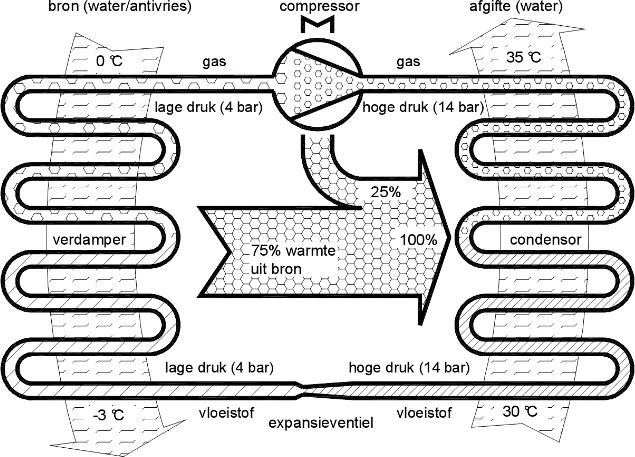 bron (water/antivries)
compressor
afgifte (water)
0 °C
gas
gas
35 °C
lage druk (4 bar)
hoge druk (14 bar)
25%
verdamper
75% warmte
uit bron
100%
condensor
lage druk (4 bar)
hoge druk (14 bar)
-3 °C
vloeistof
expansieventiel
vloeistof
30 °C